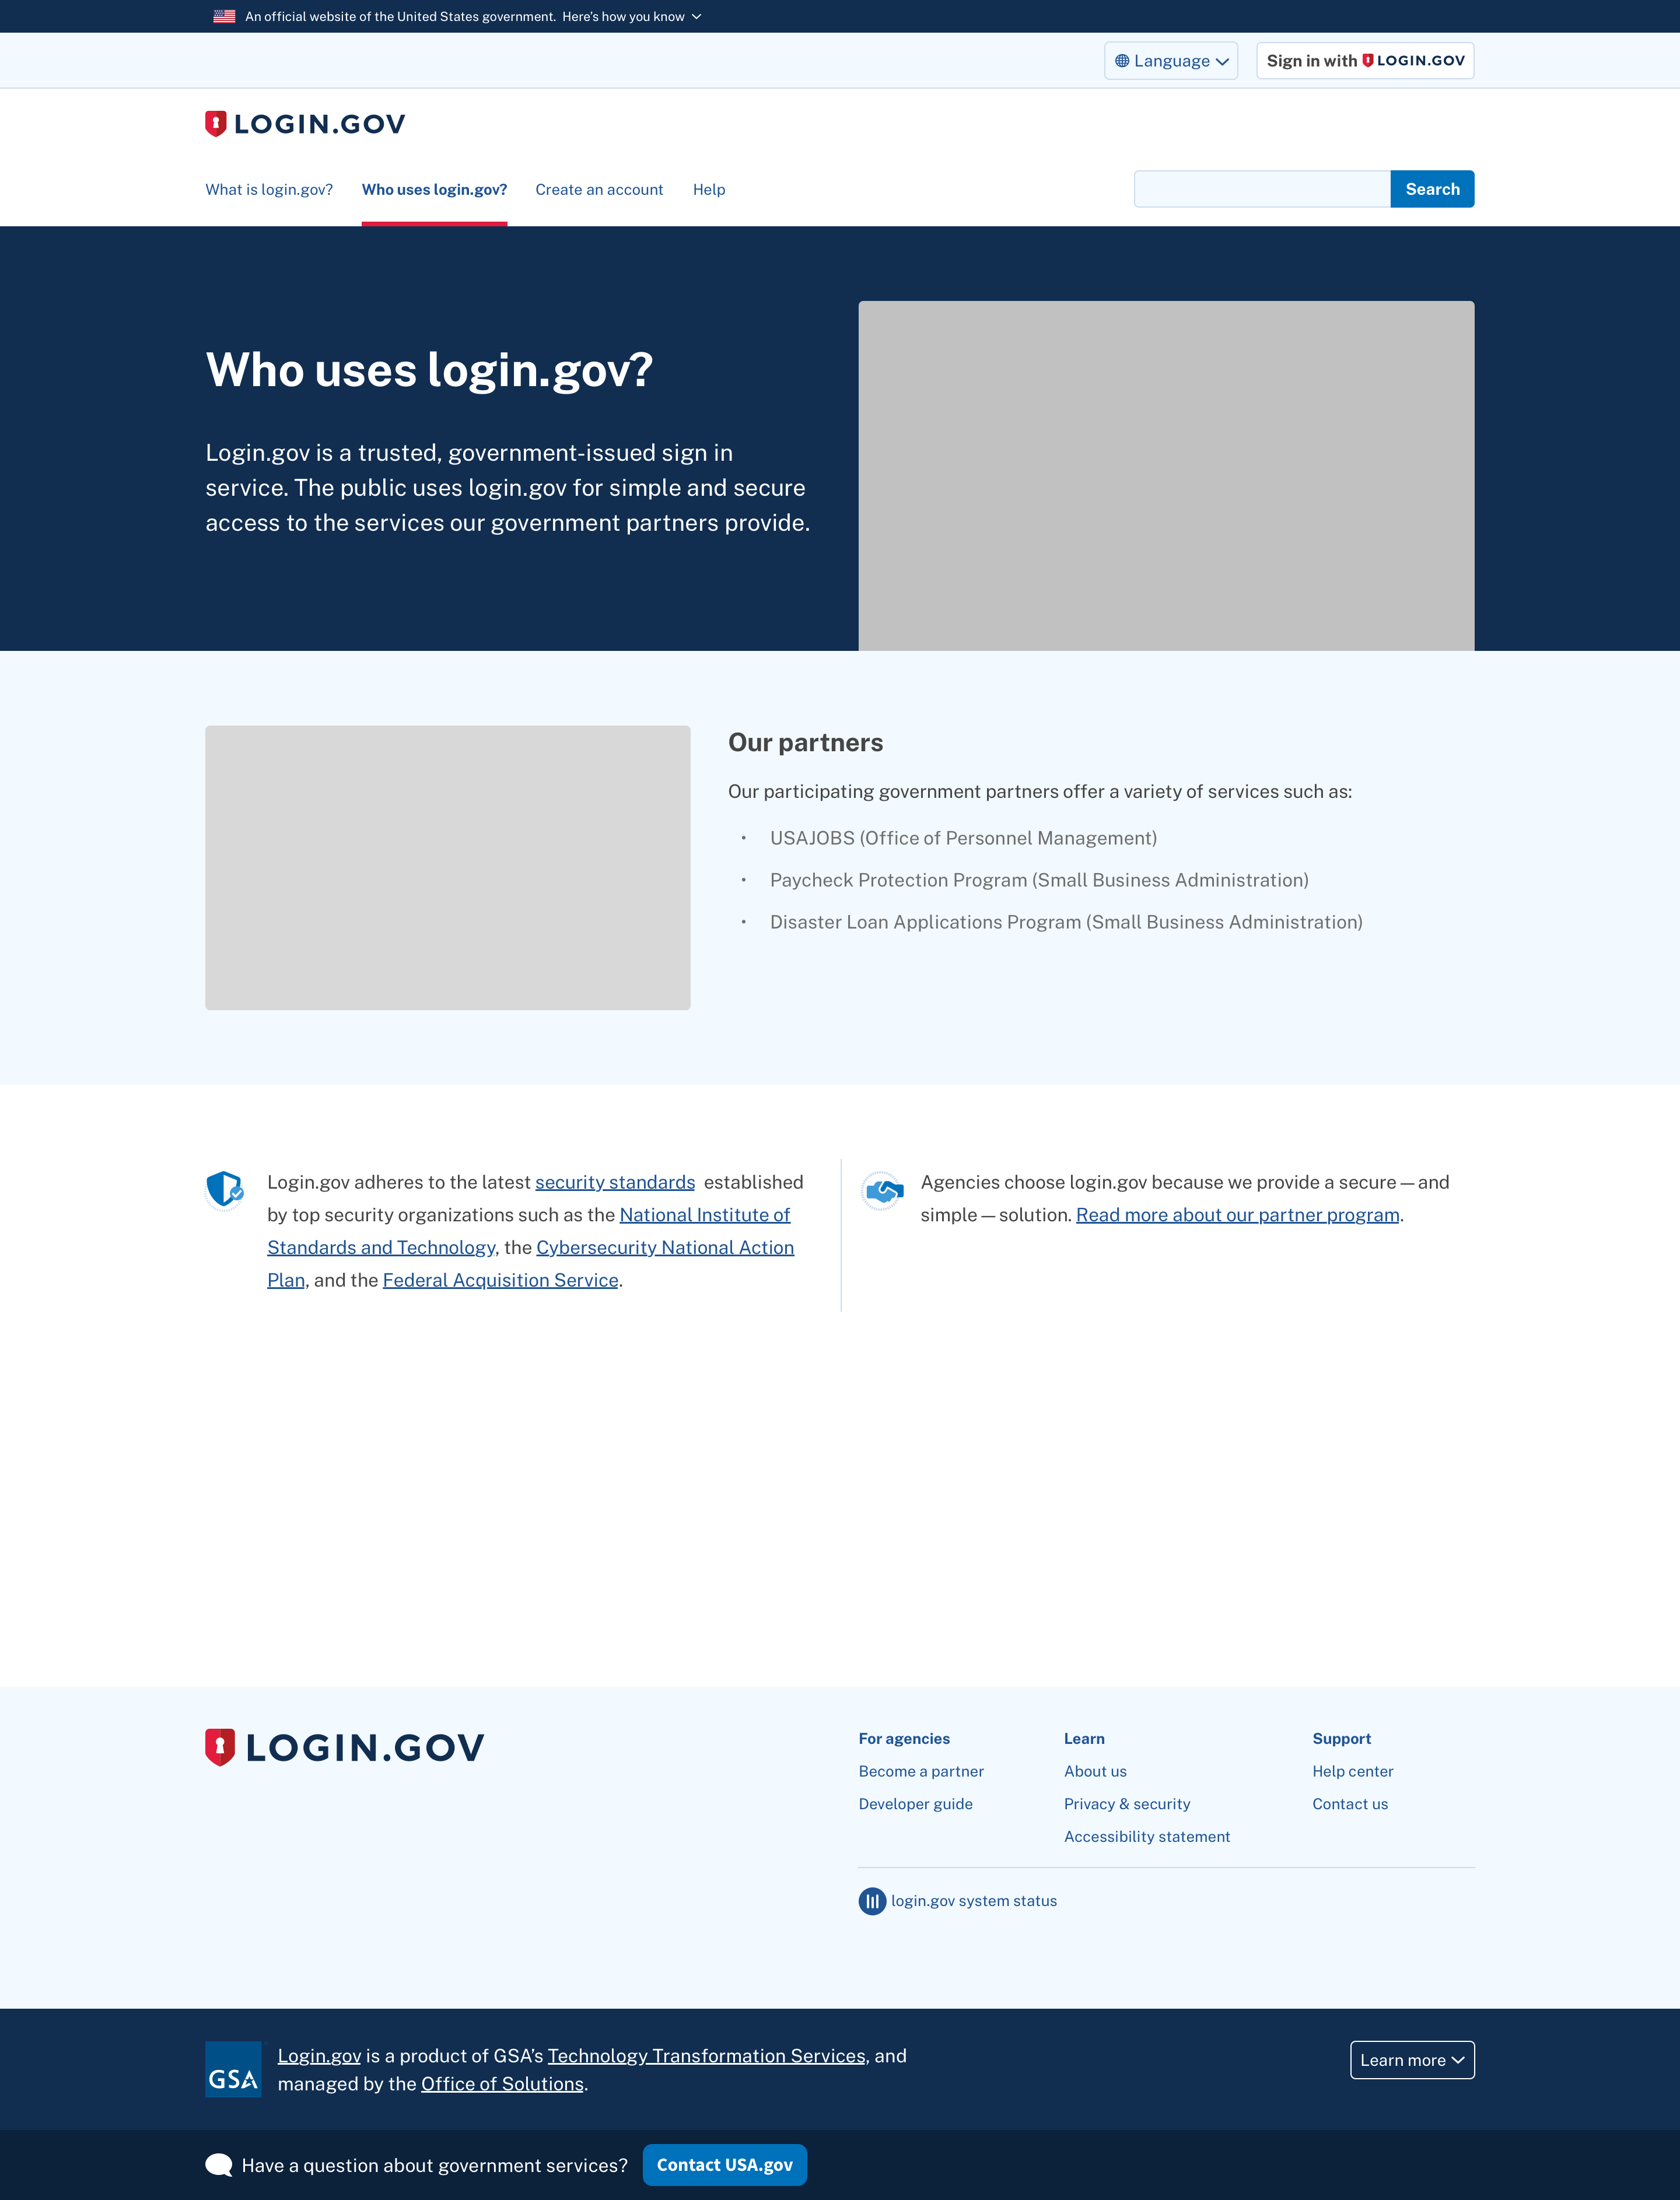 An official website of the United States government. Here's how you know
Language
Sign in with LOGIN.GOV
LOGIN.GOV
What is login.gov? Who uses login.gov? Create an account Help
Search
Who uses login.gov?
Login.gov is a trusted, government-issued sign in
service. The public uses login.gov for simple and secure
access to the services our government partners provide.
Our partners
Our participating government partners offer a variety of services such as:
• USAJOBS (Office of Personnel Management)
• Paycheck Protection Program (Small Business Administration)
• Disaster Loan Applications Program (Small Business Administration)
Login.gov adheres to the latest security standards established
by top security organizations such as the National Institute of
Standards and Technology, the Cybersecurity National Action
Plan, and the Federal Acquisition Service.
Agencies choose login.gov because we provide a secure — and
simple — solution. Read more about our partner program.
LOGIN.GOV
For agencies
Become a partner
Developer guide
Learn
About us
Privacy & security
Accessibility statement
Support
Help center
Contact us
login.gov system status
GSA
Login.gov is a product of GSA’s Technology Transformation Services, and
managed by the Office of Solutions.
Learn more
Have a question about government services?
Contact USA.gov